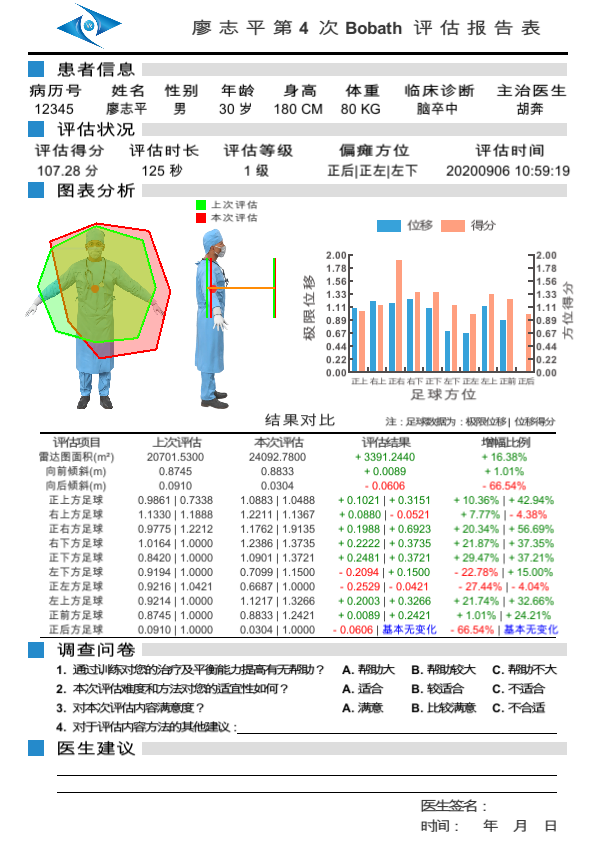 廖志平第4 次 Bobath 评估报告表
患者信息
病历号 姓名 性别 年龄 身高 体重 临床诊断 主治医生
12345 廖志平 男 30 岁 180 CM 80 KG 脑卒中 胡奔
评估状况
评估得分 评估时长 评估等级 偏瘫方位 评估时间
107.28 分 125 秒 1 级 正后|正左|左下 20200906 10:59:19
图表分析
上次评估
本次评估
位移 得分
极限位移
2.00
1.78
1.56
1.33
1.11
0.89
0.67
0.44
0.22
0.00
2.00
1.78
1.56
1.33
1.11
0.89
0.67
0.44
0.22
0.00
方位得分
正上 右上 正右 右下 正下 左下 正左 左上 正前 正后
足球方位
结果对比 注：足球数据为：极限位移| 位移得分
评估项目 上次评估 本次评估 评估结果 增幅比例
雷达图面积(m²) 20701.5300 24092.7800 + 3391.2440 + 16.38%
向前倾斜(m) 0.8745 0.8833 + 0.0089 + 1.01%
向后倾斜(m) 0.0910 0.0304 - 0.0606 - 66.54%
正上方足球 0.9861 | 0.7338 1.0883 | 1.0488 + 0.1021 | + 0.3151 + 10.36% | + 42.94%
右上方足球 1.1330 | 1.1888 1.2211 | 1.1367 + 0.0880 | - 0.0521 + 7.77% | - 4.38%
正右方足球 0.9775 | 1.2212 1.1762 | 1.9135 + 0.1988 | + 0.6923 + 20.34% | + 56.69%
右下方足球 1.0164 | 1.0000 1.2386 | 1.3735 + 0.2222 | + 0.3735 + 21.87% | + 37.35%
正下方足球 0.8420 | 1.0000 1.0901 | 1.3721 + 0.2481 | + 0.3721 + 29.47% | + 37.21%
左下方足球 0.9194 | 1.0000 0.7099 | 1.1500 - 0.2094 | + 0.1500 - 22.78% | + 15.00%
正左方足球 0.9216 | 1.0421 0.6687 | 1.0000 - 0.2529 | - 0.0421 - 27.44% | - 4.04%
左上方足球 0.9214 | 1.0000 1.1217 | 1.3266 + 0.2003 | + 0.3266 + 21.74% | + 32.66%
正前方足球 0.8745 | 1.0000 0.8833 | 1.2421 + 0.0089 | + 0.2421 + 1.01% | + 24.21%
正后方足球 0.0910 | 1.0000 0.0304 | 1.0000 - 0.0606 | 基本无变化 - 66.54% | 基本无变化
调查问卷
1. 通过训练对您的治疗及平衡能力提高有无帮助？ A. 帮助大 B. 帮助较大 C. 帮助不大
2. 本次评估难度和方法对您的适宜性如何？ A. 适合 B. 较适合 C. 不适合
3. 对本次评估内容满意度？ A. 满意 B. 比较满意 C. 不合适
4. 对于评估内容方法的其他建议：
医生建议
医生签名：
时间： 年 月 日